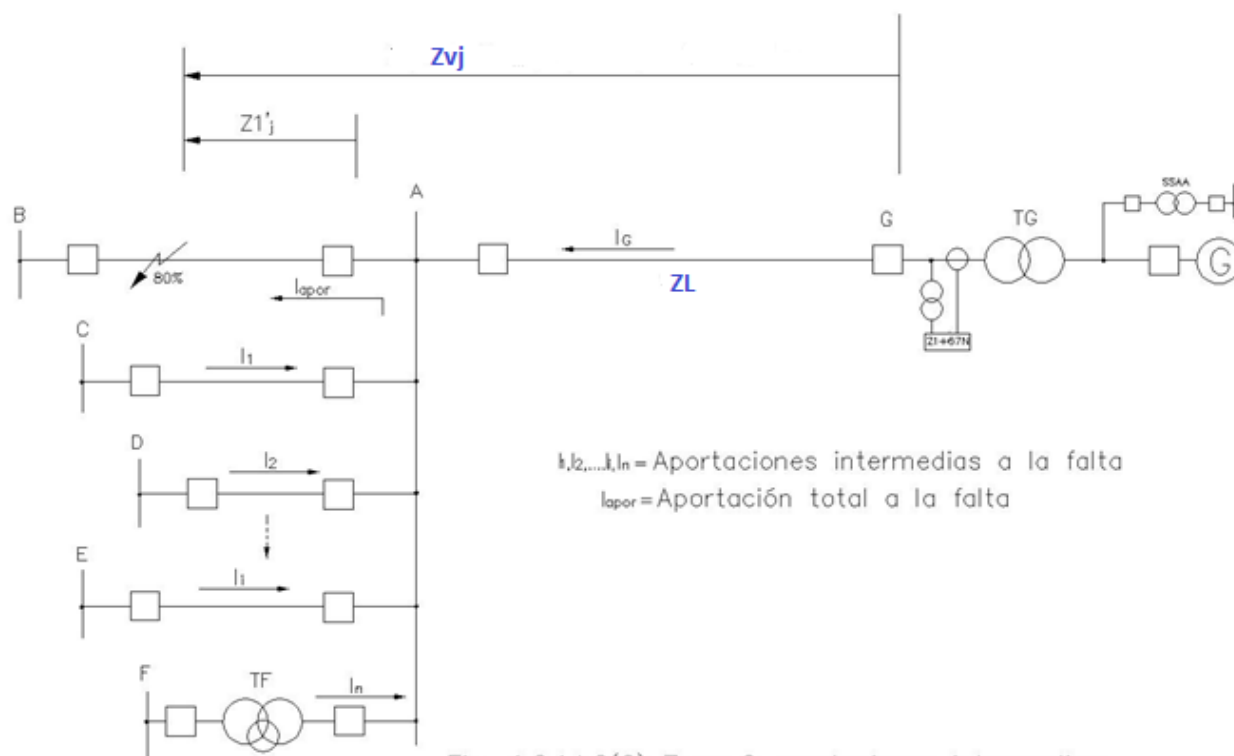 Zvj
Z1'j
A
B
80%
Iapor
IG
ZL
G
TG
SSAA
G
21+67N
C
I1
D
I2
E
Ii
F
TF
In
I1,I2,....Ii,In= Aportaciones intermedias a la falta
Iapor= Aportación total a la falta